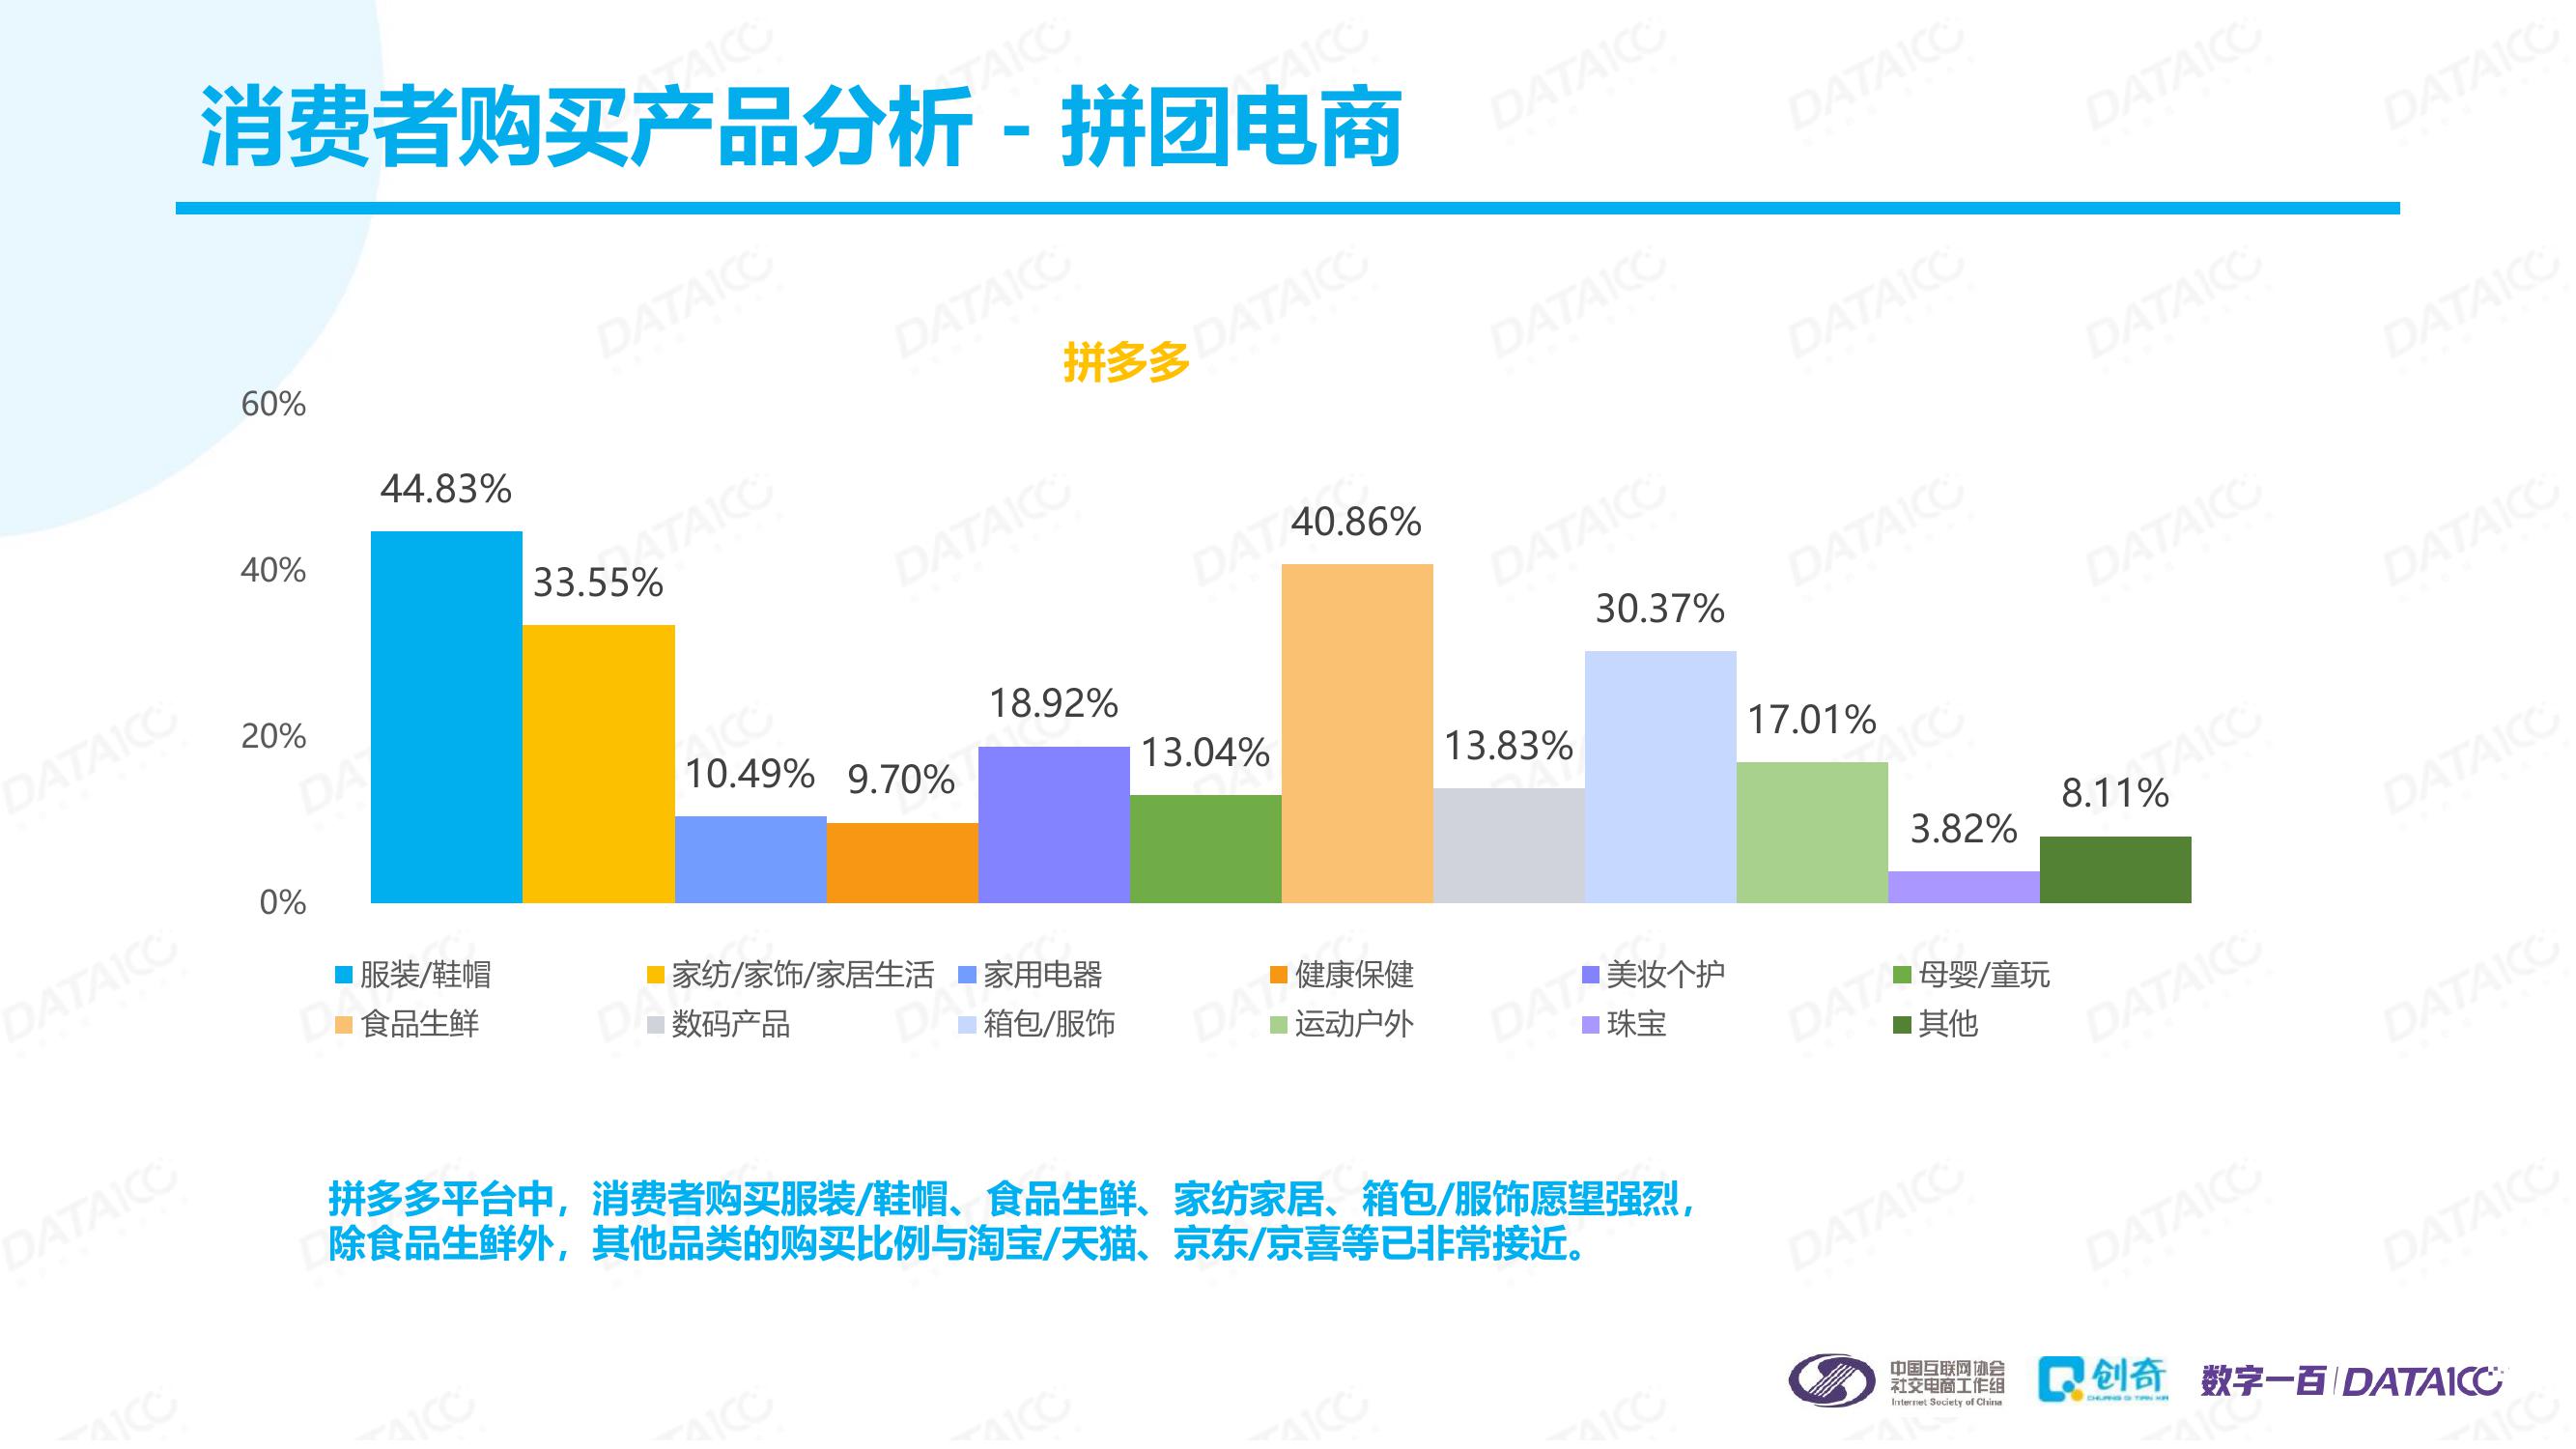 消费者购买产品分析 - 拼团电商
拼多多
60%
40%
20%
0%
44.83%
33.55%
10.49%
9.70%
18.92%
13.04%
40.86%
13.83%
30.37%
17.01%
3.82%
8.11%
服装/鞋帽 家纺/家饰/家居生活 家用电器 健康保健 美妆个护 母婴/童玩
食品生鲜 数码产品 箱包/服饰 运动户外 珠宝 其他
拼多多平台中，消费者购买服装/鞋帽、食品生鲜、家纺家居、箱包/服饰愿望强烈，
除食品生鲜外，其他品类的购买比例与淘宝/天猫、京东/京喜等已非常接近。
中国互联网协会
社交电商工作组
Internet Society of China
创奇
CHUANG QI TIAN XIA
数字一百 DATA100